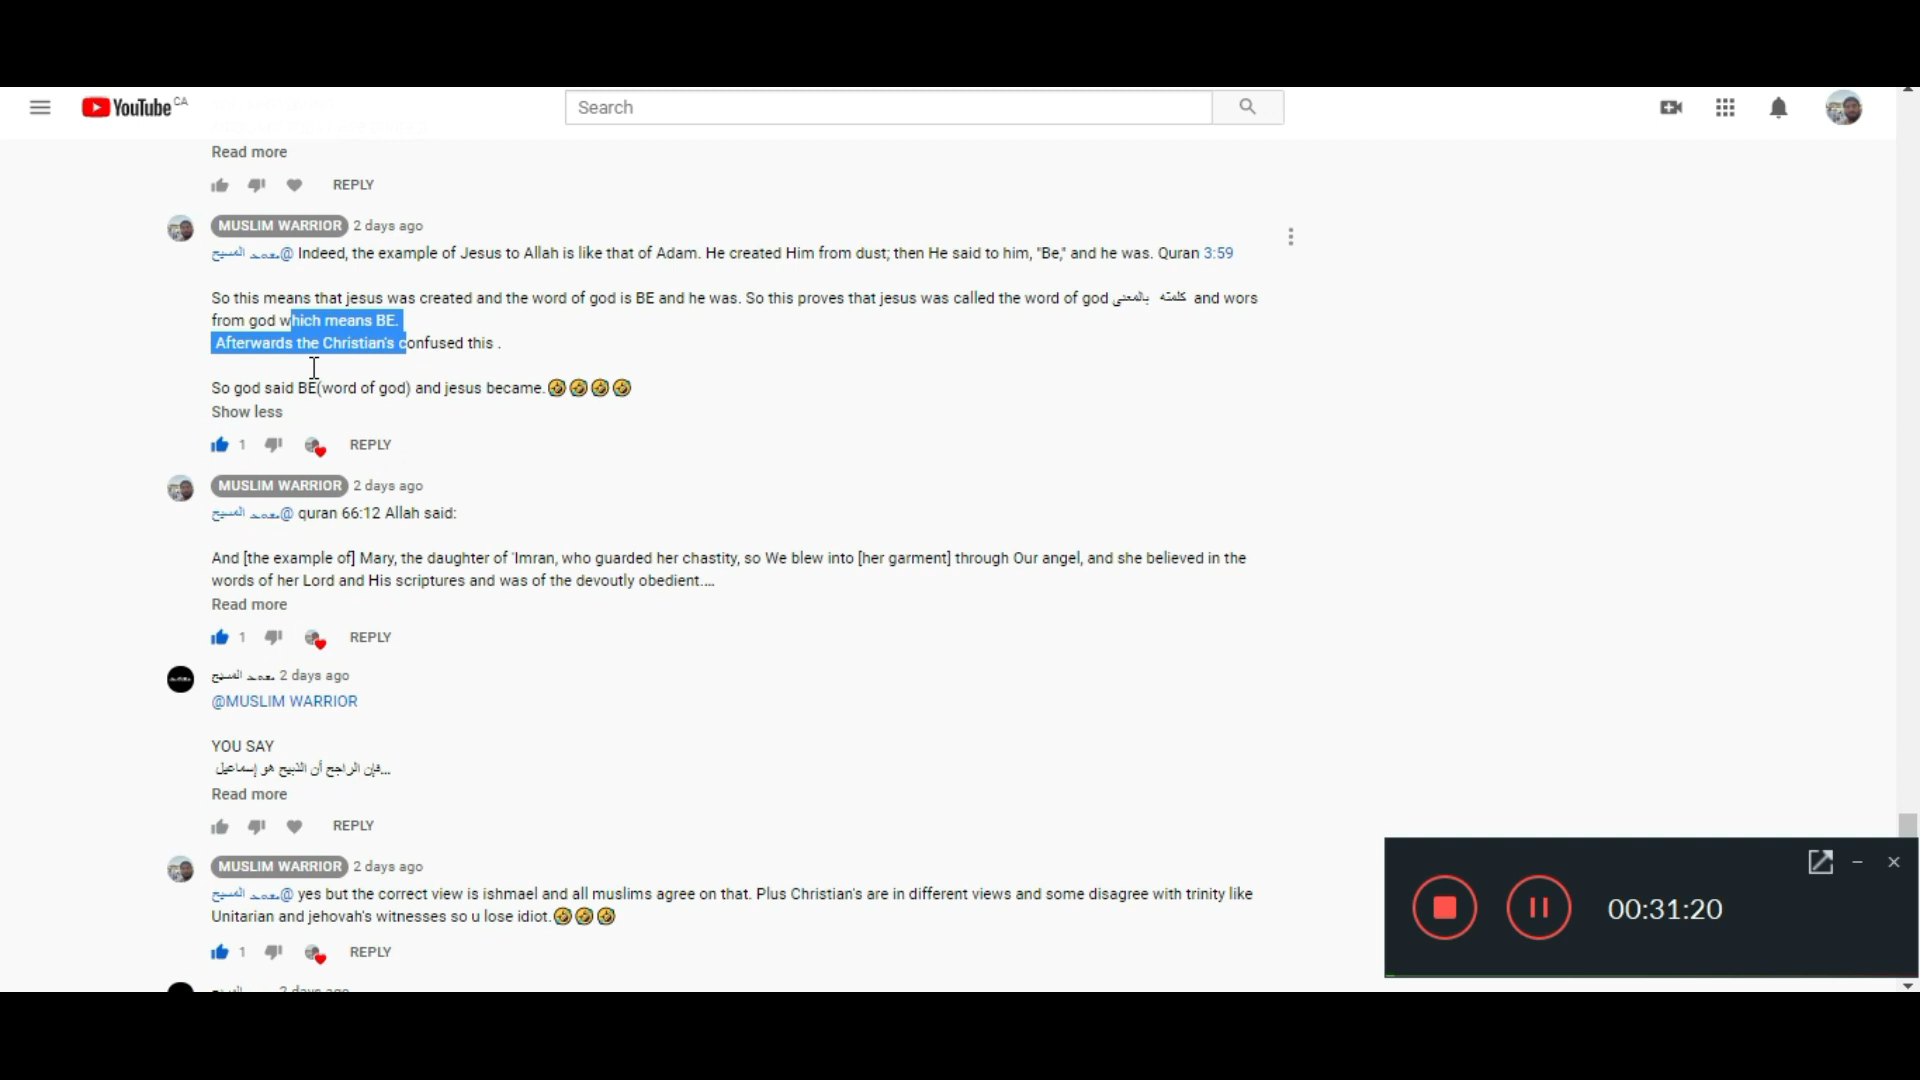 YouTube CA
Search
Read more
REPLY
MUSLIM WARRIOR 2 days ago
@محمد المسيح Indeed, the example of Jesus to Allah is like that of Adam. He created Him from dust; then He said to him, "Be," and he was. Quran 3:59
So this means that jesus was created and the word of god is BE and he was. So this proves that jesus was called the word of god كلمته بالمعنى and wors
from god which means BE.
Afterwards the Christian's confused this .
So god said BE(word of god) and jesus became.🤣🤣🤣🤣
Show less
1 REPLY
MUSLIM WARRIOR 2 days ago
@محمد المسيح quran 66:12 Allah said:
And [the example of] Mary, the daughter of 'Imran, who guarded her chastity, so We blew into [her garment] through Our angel, and she believed in the
words of her Lord and His scriptures and was of the devoutly obedient....
Read more
1 REPLY
محمد المسيح 2 days ago
@MUSLIM WARRIOR
YOU SAY
فإن الراجح أن الذبيح هو إسماعيل...
Read more
REPLY
MUSLIM WARRIOR 2 days ago
@محمد المسيح yes but the correct view is ishmael and all muslims agree on that. Plus Christian's are in different views and some disagree with trinity like
Unitarian and jehovah's witnesses so u lose idiot.🤣🤣🤣
1 REPLY
2 days ago
00:31:20